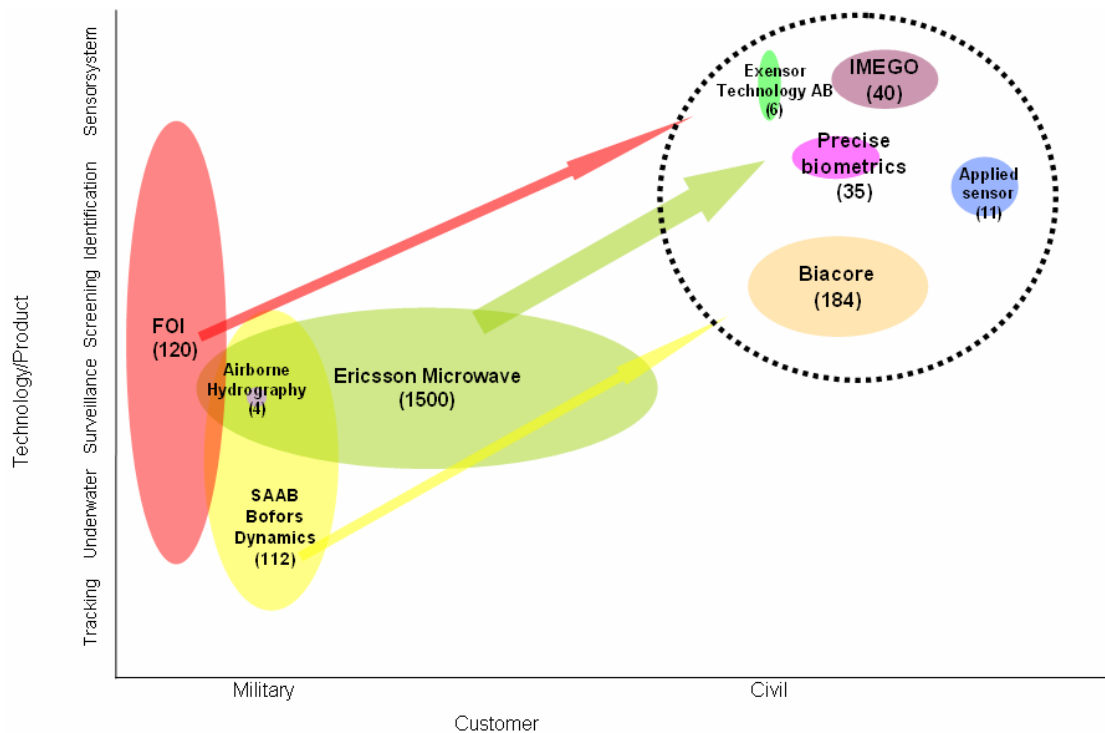 Technology/Product
Sensorsystem
Identification
Screening
Surveillance
Underwater
Tracking
Exensor
Technology AB
(6)
IMEGO
(40)
Precise
biometrics
(35)
Applied
sensor
(11)
Biacore
(184)
FOI
(120)
Airborne
Hydrography
(4)
Ericsson Microwave
(1500)
SAAB
Bofors
Dynamics
(112)
Military
Civil
Customer